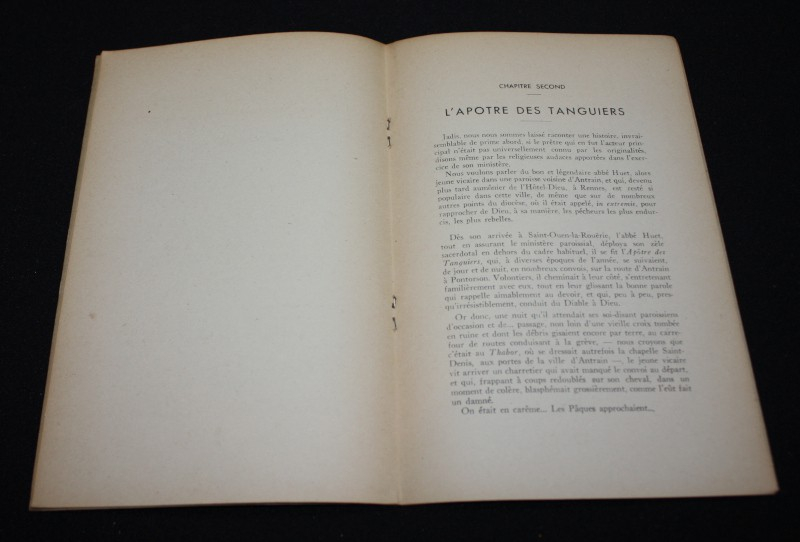 CHAPITRE SECOND
L'APOTRE DES TANGUIERS
Jadis, nous nous sommes laissé raconter une histoire, invrai-
semblable de prime abord, si le prêtre qui en fut l'acteur prin-
cipal n'était pas universellement connu par les originalités,
disons même par les religieuses audaces apportées dans l'exer-
cice de son ministère.
Nous voulons parler du bon et légendaire abbé Huet, alors
jeune vicaire dans une paroisse voisine d'Antrain, et qui, devenu
plus tard aumônier de l'Hôtel-Dieu, à Rennes, est resté si
populaire dans cette ville, de même que sur de nombreux
autres points du diocèse, où il était appelé, in extremis, pour
rapprocher de Dieu, à sa manière, les pécheurs les plus endur-
cis, les plus rebelles.
Dès son arrivée à Saint-Ouen-la-Rouërie, l'abbé Huet,
tout en assurant le ministère paroissial, déploya son zèle
sacerdotal en dehors du cadre habituel, il se fit l'Apôtre des
Tanguiers, qui, à diverses époques de l'année, se suivaient,
de jour et de nuit, en nombreux convois, sur la route d'Antrain
à Pontorson. Volontiers, il cheminait à leur côté, s'entretenant
familièrement avec eux, tout en leur glissant la bonne parole
qui rappelle aimablement au devoir, et qui, peu à peu, pres-
qu'irrésistiblement, conduit du Diable à Dieu.
Or donc, une nuit qu'il attendait ses soi-disant paroissiens
d'occasion et de... passage, non loin d'une vieille croix tombée
en ruine et dont les débris gisaient encore par terre, au carre-
four de routes conduisant à la grève, — nous croyons que
c'était au Thabor, où se dressait autrefois la chapelle Saint-
Denis, aux portes de la ville d'Antrain —, le jeune vicaire
vit arriver un charretier qui avait manqué le convoi au départ,
et qui, frappant à coups redoublés sur son cheval, dans un
moment de colère, blasphémait grossièrement, comme l'eût fait
un damné.
On était en carême... Les Pâques approchaient...